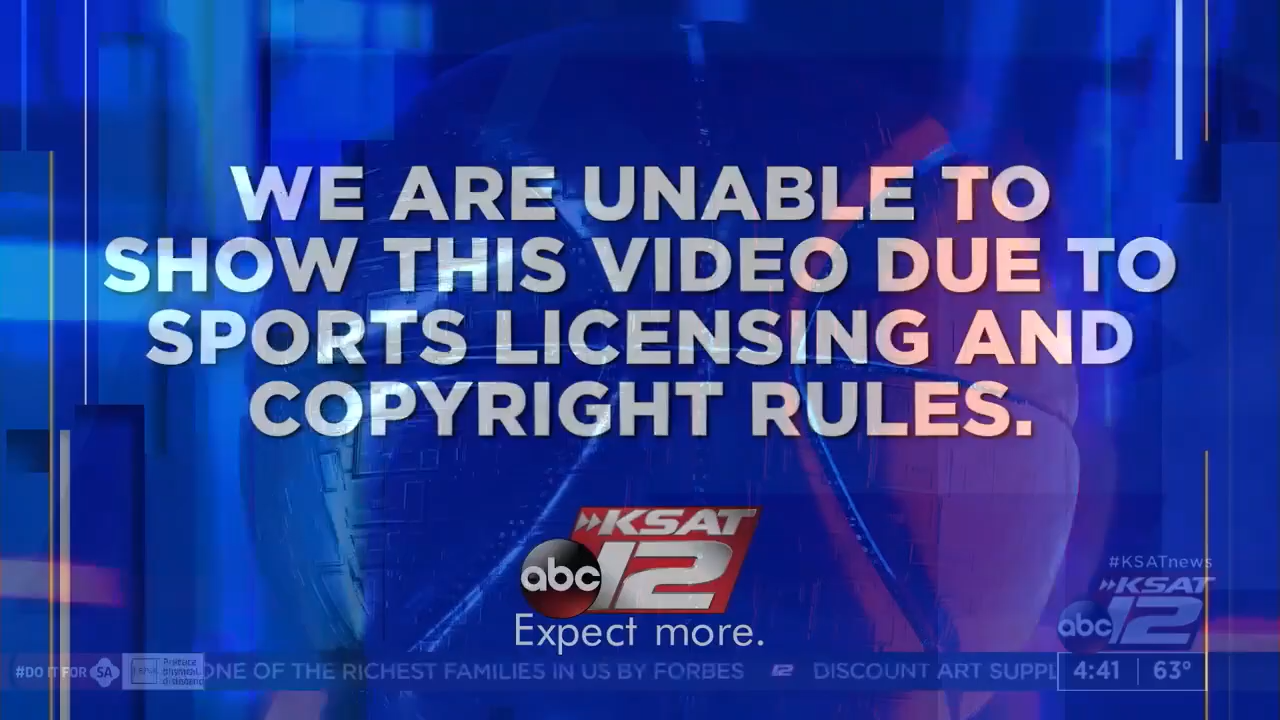 WE ARE UNABLE TO
SHOW THIS VIDEO DUE TO
SPORTS LICENSING AND
COPYRIGHT RULES.
KSAT
abc 12
Expect more.
#KSATnews
KSAT
abc 12
#DO IT FOR SA
ONE OF THE RICHEST FAMILIES IN US BY FORBES 12 DISCOUNT ART SUPPL
4:41 63°